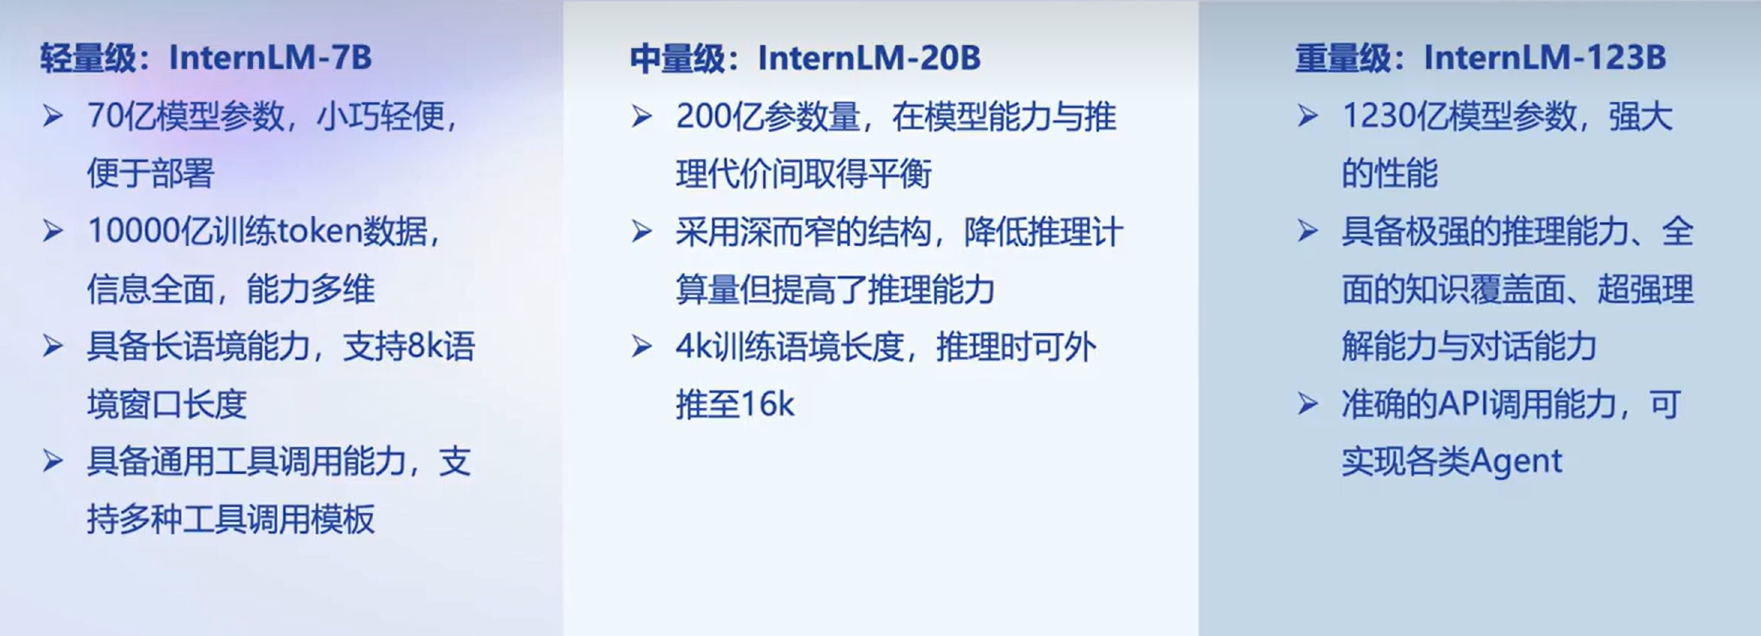 轻量级：InternLM-7B
➢ 70亿模型参数，小巧轻便，
便于部署
➢ 10000亿训练token数据，
信息全面，能力多维
➢ 具备长语境能力，支持8k语
境窗口长度
➢ 具备通用工具调用能力，支
持多种工具调用模板
中量级：InternLM-20B
➢ 200亿参数量，在模型能力与推
理代价间取得平衡
➢ 采用深而窄的结构，降低推理计
算量但提高了推理能力
➢ 4k训练语境长度，推理时可外
推至16k
重量级：InternLM-123B
➢ 1230亿模型参数，强大
的性能
➢ 具备极强的推理能力、全
面的知识覆盖面、超强理
解能力与对话能力
➢ 准确的API调用能力，可
实现各类Agent